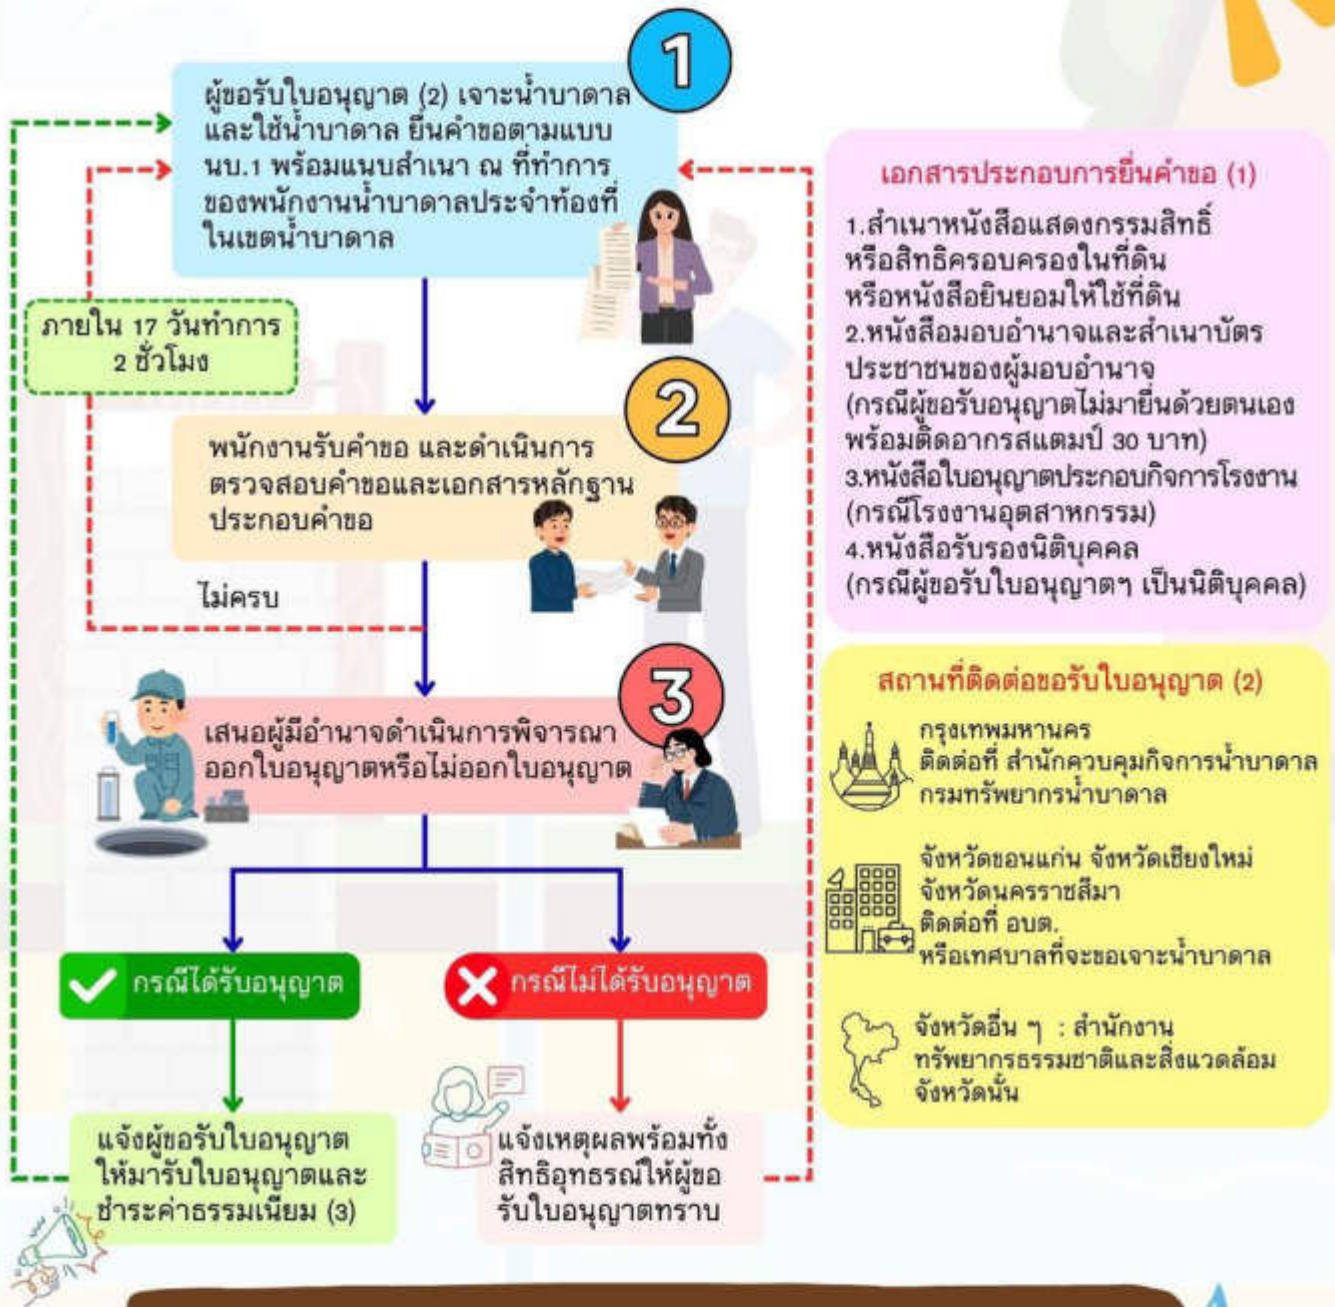 1
ผู้ขอรับใบอนุญาต (2) เจาะน้ำบาดาล
และใช้น้ำบาดาล ยื่นคำขอตามแบบ
นบ.1 พร้อมแนบสำเนา ณ ที่ทำการ
ของพนักงานน้ำบาดาลประจำท้องที่
ในเขตน้ำบาดาล
ภายใน 17 วันทำการ
2 ชั่วโมง
2
พนักงานรับคำขอ และดำเนินการ
ตรวจสอบคำขอและเอกสารหลักฐาน
ประกอบคำขอ
ไม่ครบ
3
เสนอผู้มีอำนาจดำเนินการพิจารณา
ออกใบอนุญาตหรือไม่ออกใบอนุญาต
กรณีได้รับอนุญาต
กรณีไม่ได้รับอนุญาต
แจ้งผู้ขอรับใบอนุญาต
ให้มารับใบอนุญาตและ
ชำระค่าธรรมเนียม (3)
แจ้งเหตุผลพร้อมทั้ง
สิทธิอุทธรณ์ให้ผู้ขอ
รับใบอนุญาตทราบ
เอกสารประกอบการยื่นคำขอ (1)
1.สำเนาหนังสือแสดงกรรมสิทธิ์
หรือสิทธิครอบครองในที่ดิน
หรือหนังสือยินยอมให้ใช้ที่ดิน
2.หนังสือมอบอำนาจและสำเนาบัตร
ประชาชนของผู้มอบอำนาจ
(กรณีผู้ขอรับอนุญาตไม่มายื่นด้วยตนเอง
พร้อมติดอากรสแตมป์ 30 บาท)
3.หนังสือใบอนุญาตประกอบกิจการโรงงาน
(กรณีโรงงานอุตสาหกรรม)
4.หนังสือรับรองนิติบุคคล
(กรณีผู้ขอรับใบอนุญาตฯ เป็นนิติบุคคล)
สถานที่ติดต่อขอรับใบอนุญาต (2)
กรุงเทพมหานคร
ติดต่อที่ สำนักควบคุมกิจการน้ำบาดาล
กรมทรัพยากรน้ำบาดาล
จังหวัดขอนแก่น จังหวัดเชียงใหม่
จังหวัดนครราชสีมา
ติดต่อที่ อบต.
หรือเทศบาลที่จะขอเจาะน้ำบาดาล
จังหวัดอื่น ๆ : สำนักงาน
ทรัพยากรธรรมชาติและสิ่งแวดล้อม
จังหวัดนั้น